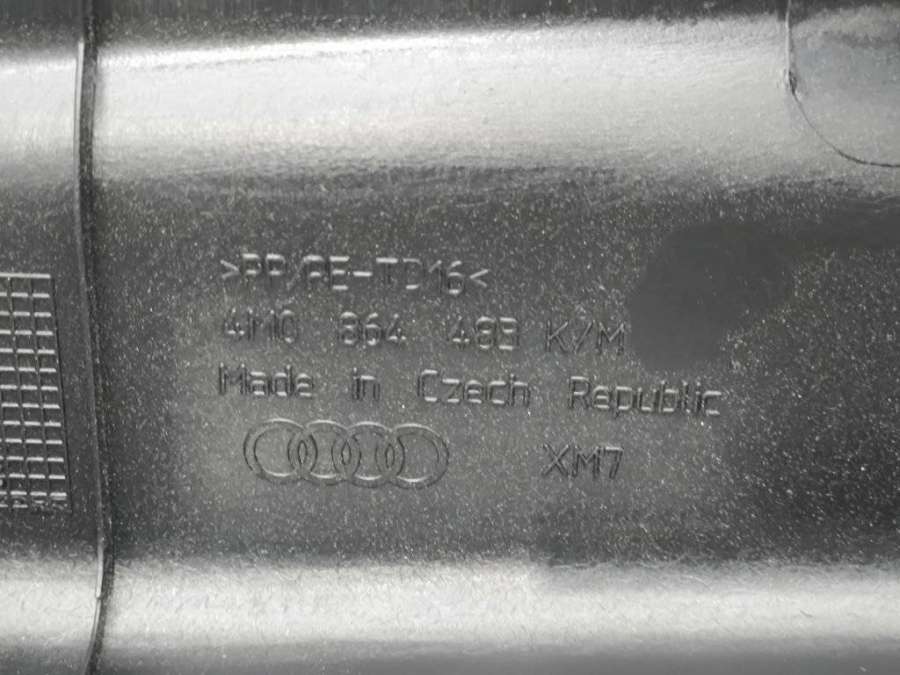 >PP/PE-TD16<
4M0 864 483 K/M
Made in Czech Republic
XM7